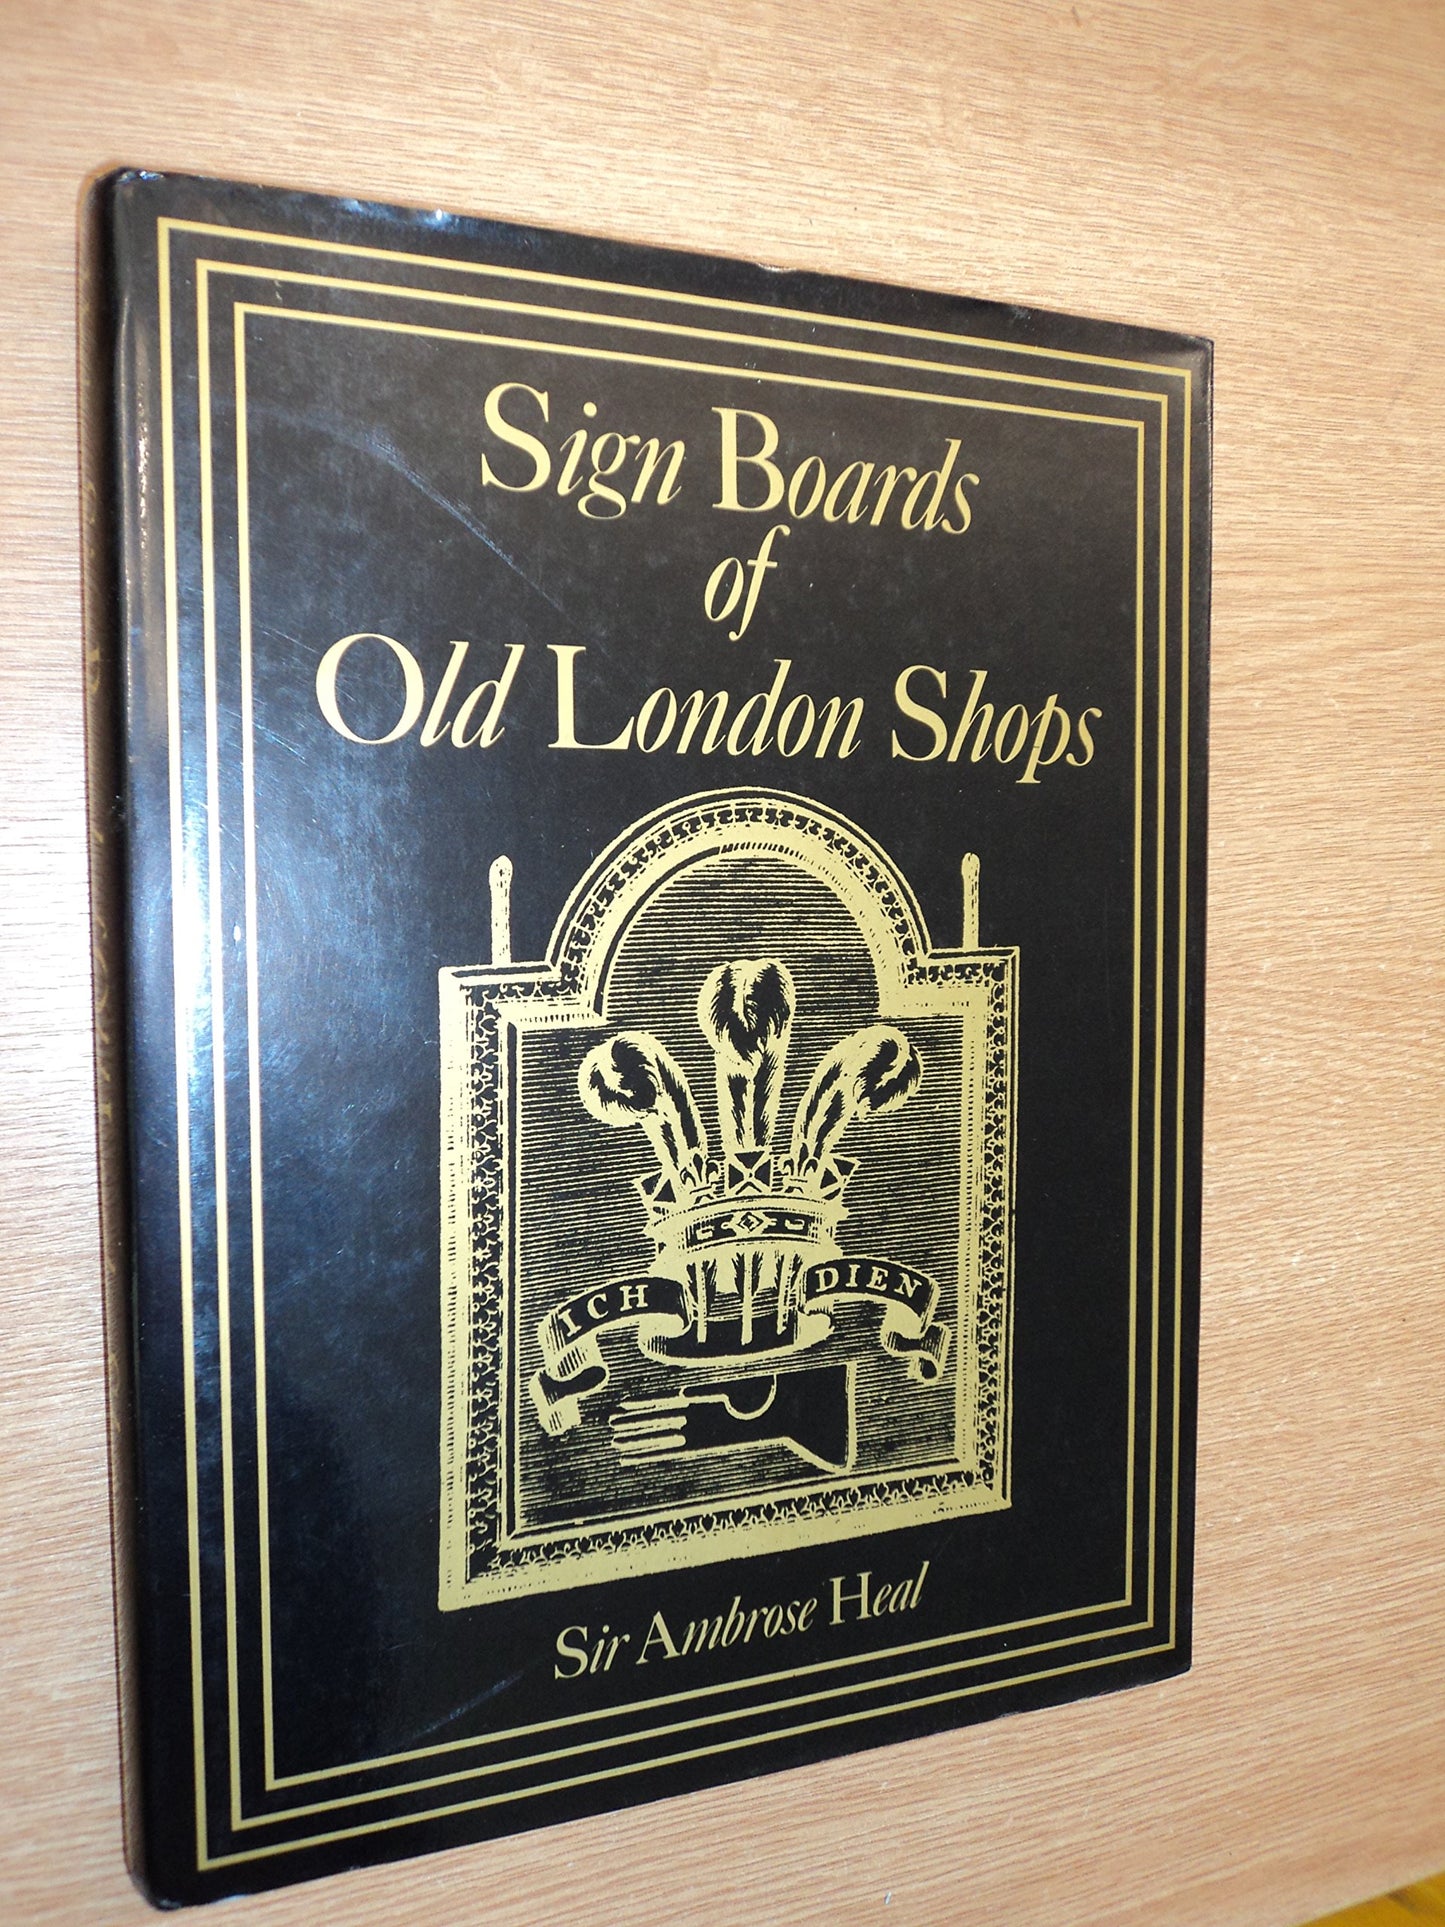 Sign Boards
of
Old London Shops
ICH DIEN
Sir Ambrose Heal